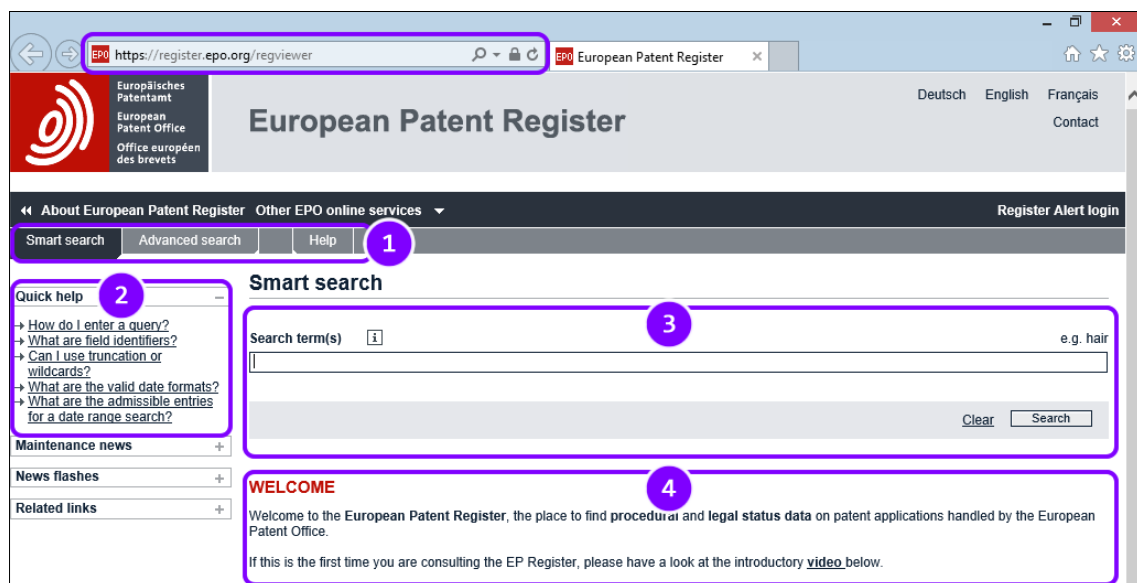 EPO https://register.epo.org/regviewer
EPO European Patent Register
Europäisches
Patentamt
European
Patent Office
Office européen
des brevets
European Patent Register
Deutsch English Français
Contact
About European Patent Register Other EPO online services
Register Alert login
Smart search Advanced search Help 1
Quick help 2
How do I enter a query?
What are field identifiers?
Can I use truncation or
wildcards?
What are the valid date formats?
What are the admissible entries
for a date range search?
Maintenance news
News flashes
Related links
Smart search
3
Search term(s) i e.g. hair
Clear Search
4
WELCOME
Welcome to the European Patent Register, the place to find procedural and legal status data on patent applications handled by the European
Patent Office.
If this is the first time you are consulting the EP Register, please have a look at the introductory video below.